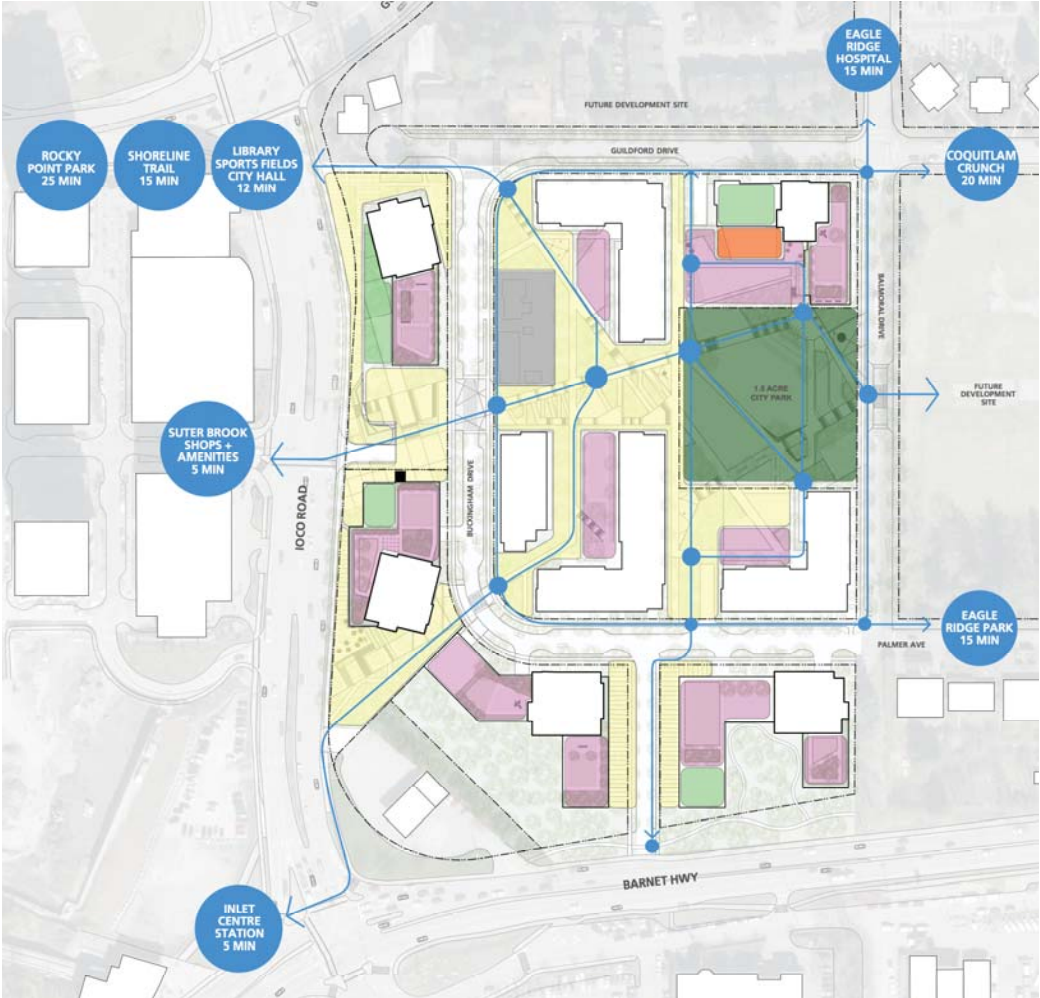 EAGLE
RIDGE
HOSPITAL
15 MIN
FUTURE DEVELOPMENT SITE
GUILDFORD DRIVE
ROCKY
POINT PARK
25 MIN
SHORELINE
TRAIL
15 MIN
LIBRARY
SPORTS FIELDS
CITY HALL
12 MIN
COQUITLAM
CRUNCH
20 MIN
BALMORAL DRIVE
CITY PARK
FUTURE
DEVELOPMENT
SITE
SUTER BROOK
SHOPS +
AMENITIES
5 MIN
IOCO ROAD
BUCKINGHAM DRIVE
EAGLE
RIDGE PARK
15 MIN
PALMER AVE
BARNET HWY
INLET
CENTRE
STATION
5 MIN